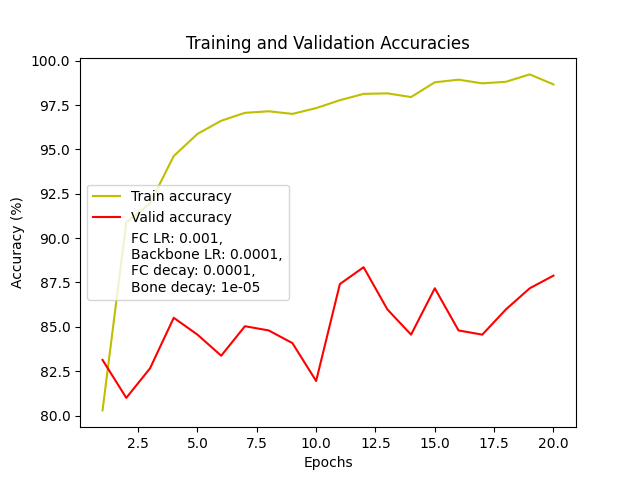 Training and Validation Accuracies
100.0
97.5
95.0
92.5
90.0
87.5
85.0
82.5
80.0
Accuracy (%)
Train accuracy
Valid accuracy
FC LR: 0.001,
Backbone LR: 0.0001,
FC decay: 0.0001,
Bone decay: 1e-05
2.5 5.0 7.5 10.0 12.5 15.0 17.5 20.0
Epochs